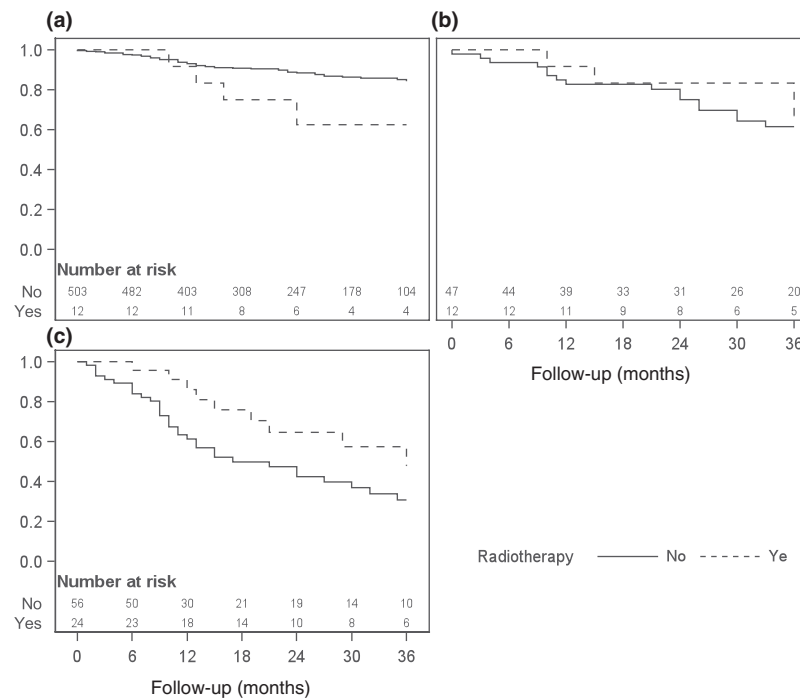 (a)
1.0
0.8
0.6
0.4
0.2
0.0
Number at risk
No 503 482 403 308 247 178 104
Yes 12 12 11 8 6 4 4
(b)
47 44 39 33 31 26 20
12 12 11 9 8 6 5
0 6 12 18 24 30 36
Follow-up (months)
(c)
1.0
0.8
0.6
0.4
0.2
0.0
Number at risk
No 56 50 30 21 19 14 10
Yes 24 23 18 14 10 8 6
0 6 12 18 24 30 36
Follow-up (months)
Radiotherapy No Ye